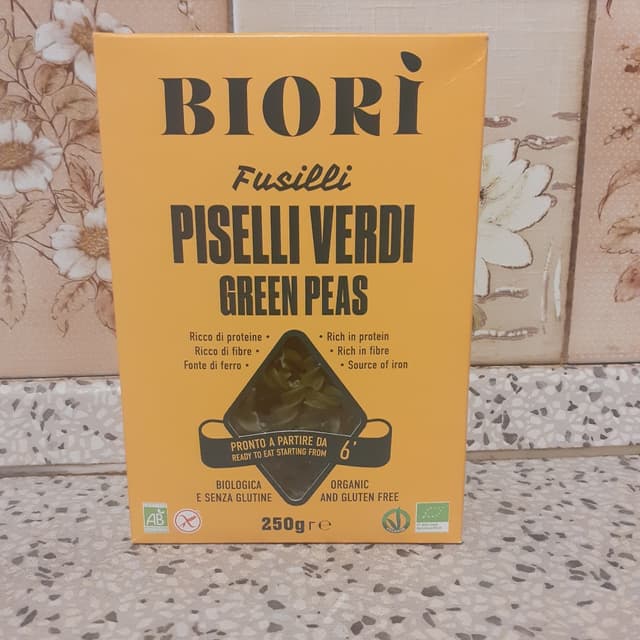 BIORÌ
Fusilli
PISELLI VERDI
GREEN PEAS
Ricco di proteine •
Ricco di fibre •
Fonte di ferro •
• Rich in protein
• Rich in fibre
• Source of iron
PRONTO A PARTIRE DA
READY TO EAT STARTING FROM
6'
BIOLOGICA
E SENZA GLUTINE
ORGANIC
AND GLUTEN FREE
AB
250g г ℮